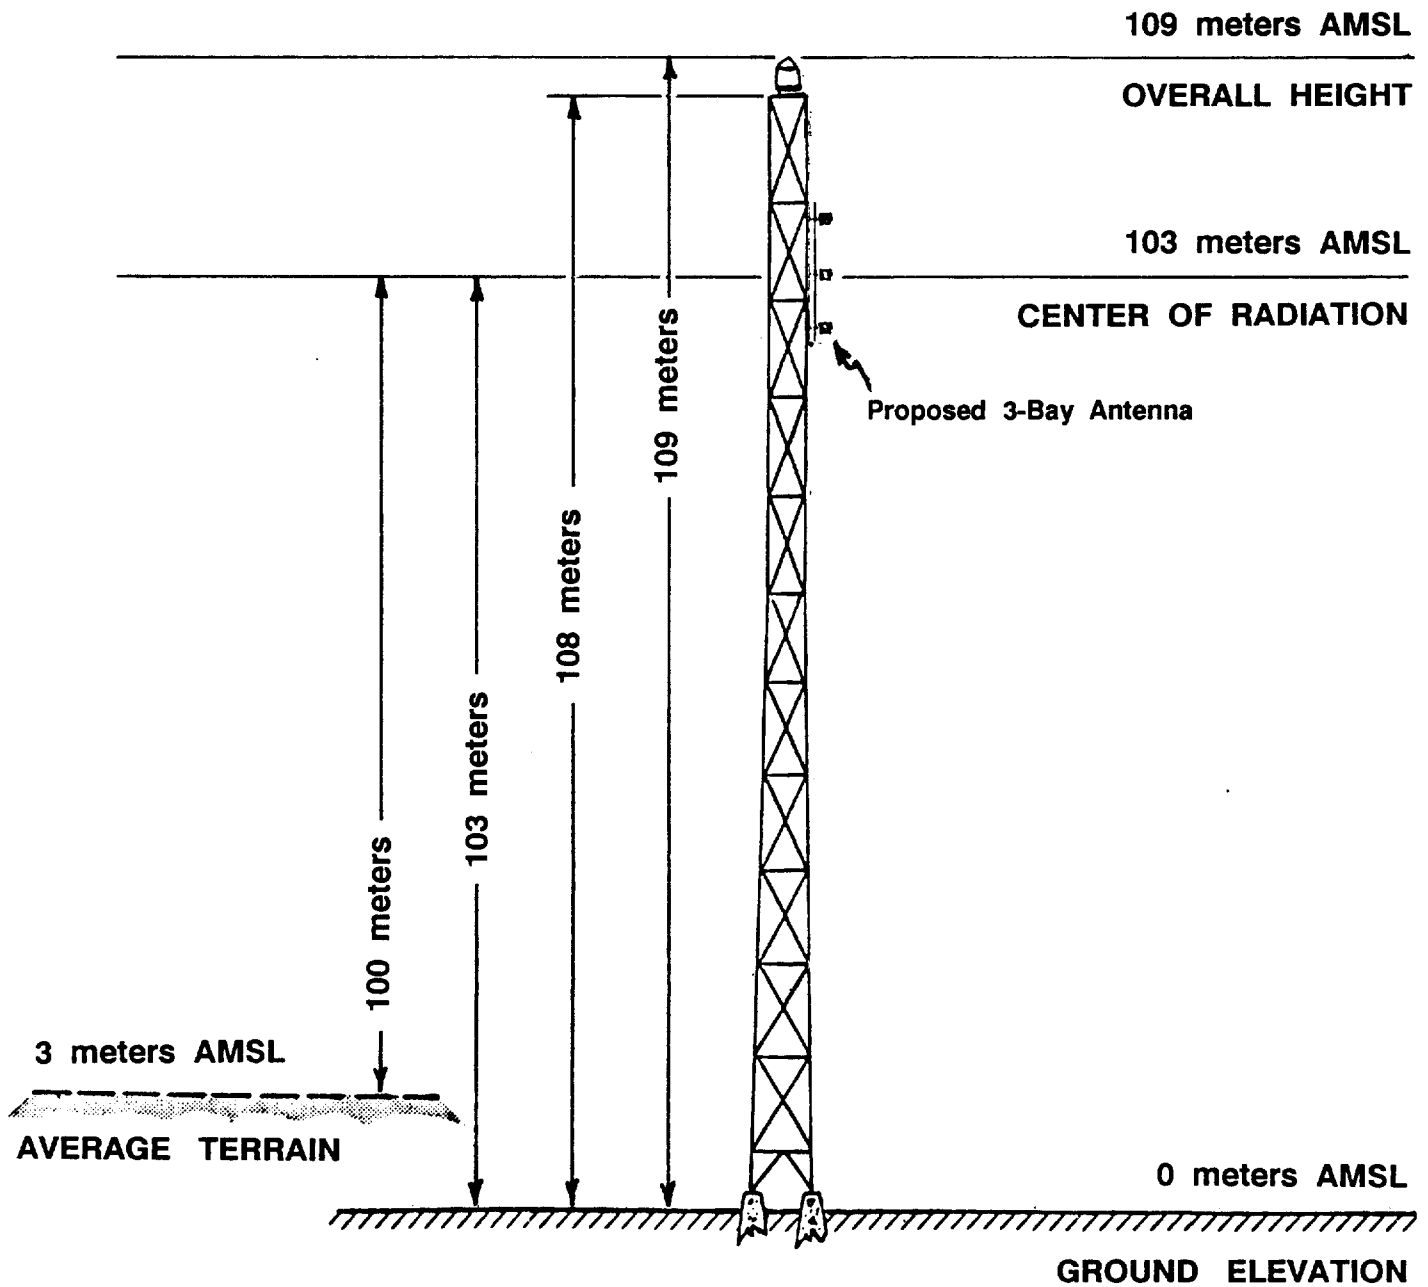 109 meters AMSL
OVERALL HEIGHT
103 meters AMSL
CENTER OF RADIATION
Proposed 3-Bay Antenna
109 meters
108 meters
103 meters
100 meters
3 meters AMSL
AVERAGE TERRAIN
0 meters AMSL
GROUND ELEVATION